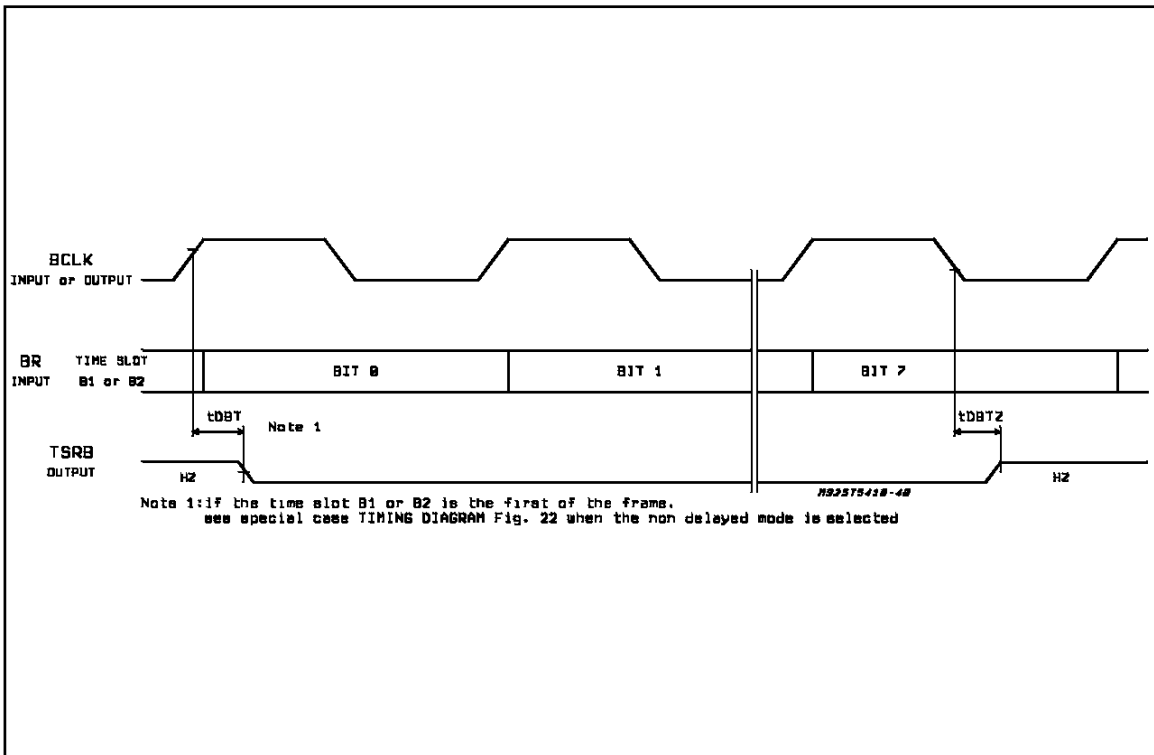 BCLK
INPUT or OUTPUT
BR TIME SLOT
INPUT B1 or B2
BIT 0 BIT 1 BIT 7
tDBT Note 1 tDBTZ
TSRB
OUTPUT
HZ HZ
M92ST5410-40
Note 1:if the time slot B1 or B2 is the first of the frame.
see special case TIMING DIAGRAM Fig. 22 when the non delayed mode is selected